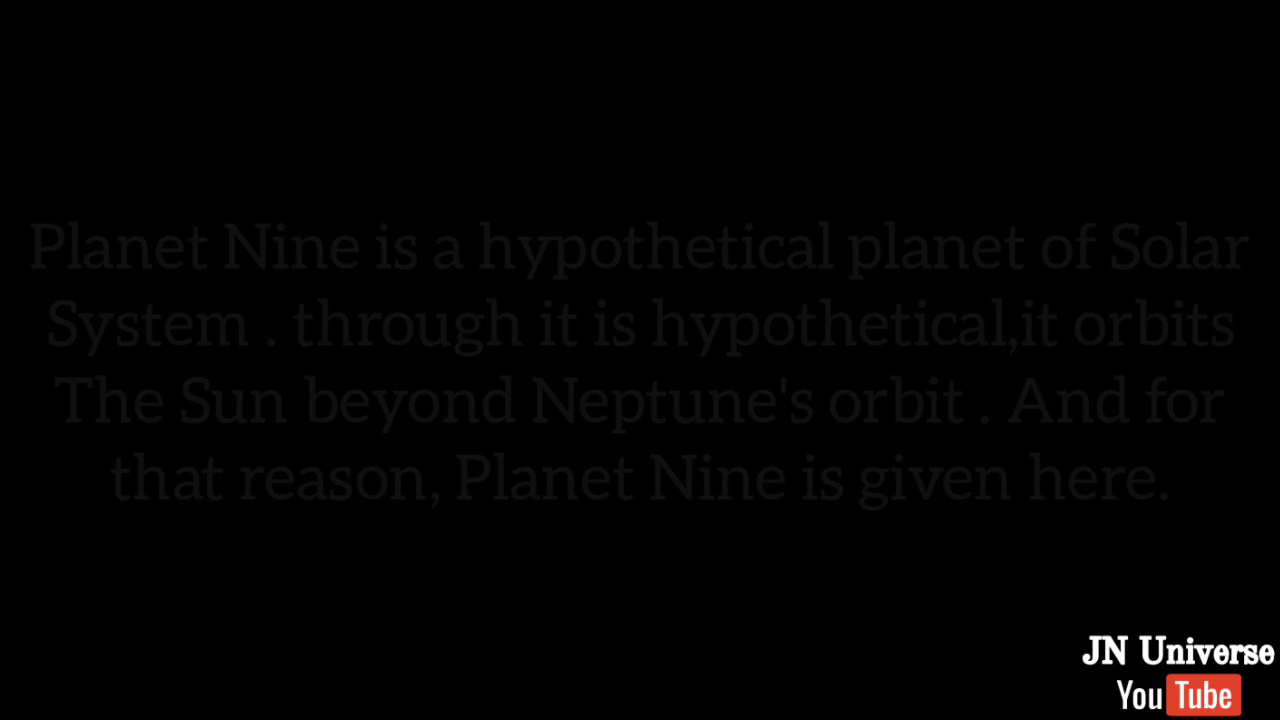 Planet Nine is a hypothetical planet of Solar
System . through it is hypothetical,it orbits
The Sun beyond Neptune's orbit . And for
that reason, Planet Nine is given here.
JN Universe
YouTube